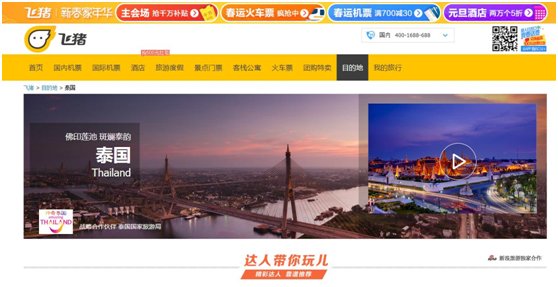 飞猪 新春嘉年华 主会场 抢千万补贴 春运火车票 疯抢中 春运机票 满700减30 元旦酒店 两万个5折
飞猪 国内 400-1688-688
首页 国内机票 国际机票 酒店 旅游度假 景点门票 客栈公寓 火车票 团购特卖 目的地 我的旅行
飞猪 > 目的地 > 泰国
佛印莲池 斑斓泰韵
泰国
Thailand
amazing
THAILAND
战略合作伙伴 泰国国家旅游局
达人带你玩儿
精彩达人 靠谱推荐
新浪旅游独家合作